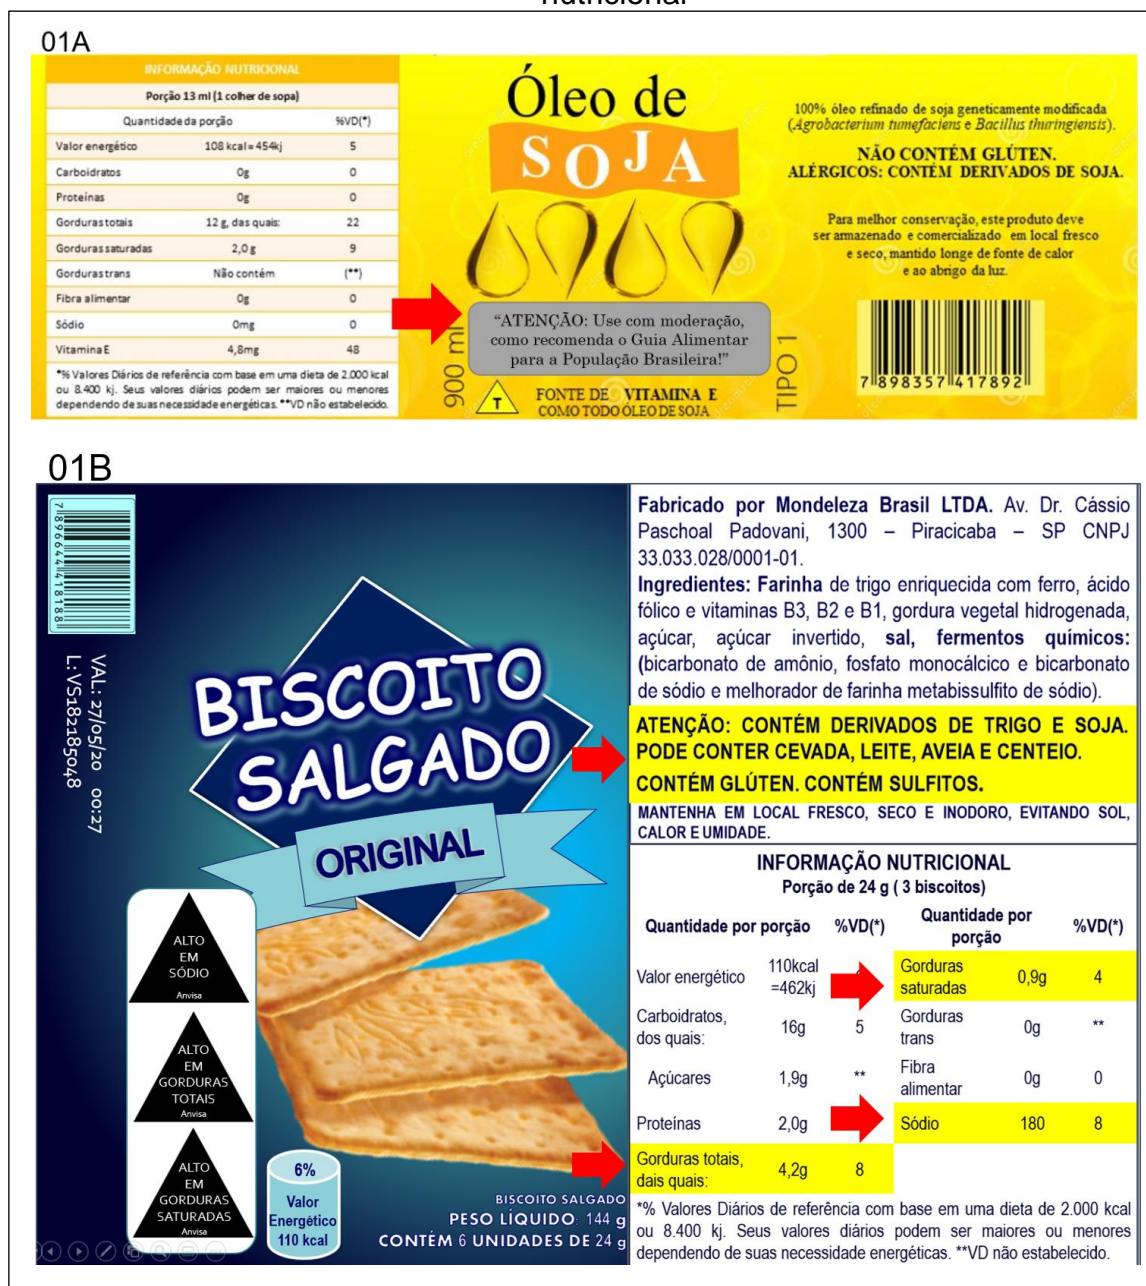 nutricional
01A
INFORMAÇÃO NUTRICIONAL
Porção 13 ml (1 colher de sopa)
Quantidade da porção %VD(*)
Valor energético 108 kcal = 454kj 5
Carboidratos 0g 0
Proteínas 0g 0
Gorduras totais 12 g, das quais: 22
Gorduras saturadas 2,0 g 9
Gorduras trans Não contém (**)
Fibra alimentar 0g 0
Sódio 0mg 0
Vitamina E 4,8mg 48
*% Valores Diários de referência com base em uma dieta de 2.000 kcal
ou 8.400 kj. Seus valores diários podem ser maiores ou menores
dependendo de suas necessidade energéticas. **VD não estabelecido.
Óleo de
SOJA
900 ml
"ATENÇÃO: Use com moderação,
como recomenda o Guia Alimentar
para a População Brasileira!"
TIPO 1
T
FONTE DE VITAMINA E
COMO TODO ÓLEO DE SOJA
100% óleo refinado de soja geneticamente modificada
(Agrobacterium tumefaciens e Bacillus thuringiensis).
NÃO CONTÉM GLÚTEN.
ALÉRGICOS: CONTÉM DERIVADOS DE SOJA.
Para melhor conservação, este produto deve
ser armazenado e comercializado em local fresco
e seco, mantido longe de fonte de calor
e ao abrigo da luz.
7 898357 417892
01B
7896644418188
VAL: 27/05/20 00:27
L:VS18218S048
BISCOITO
SALGADO
ORIGINAL
ALTO
EM
SÓDIO
Anvisa
ALTO
EM
GORDURAS
TOTAIS
Anvisa
ALTO
EM
GORDURAS
SATURADAS
Anvisa
6%
Valor
Energético
110 kcal
BISCOITO SALGADO
PESO LÍQUIDO: 144 g
CONTÉM 6 UNIDADES DE 24 g
Fabricado por Mondeleza Brasil LTDA. Av. Dr. Cássio
Paschoal Padovani, 1300 – Piracicaba – SP CNPJ
33.033.028/0001-01.
Ingredientes: Farinha de trigo enriquecida com ferro, ácido
fólico e vitaminas B3, B2 e B1, gordura vegetal hidrogenada,
açúcar, açúcar invertido, sal, fermentos químicos:
(bicarbonato de amônio, fosfato monocálcico e bicarbonato
de sódio e melhorador de farinha metabissulfito de sódio).
ATENÇÃO: CONTÉM DERIVADOS DE TRIGO E SOJA.
PODE CONTER CEVADA, LEITE, AVEIA E CENTEIO.
CONTÉM GLÚTEN. CONTÉM SULFITOS.
MANTENHA EM LOCAL FRESCO, SECO E INODORO, EVITANDO SOL,
CALOR E UMIDADE.
INFORMAÇÃO NUTRICIONAL
Porção de 24 g ( 3 biscoitos)
Quantidade por porção %VD(*) Quantidade por porção %VD(*)
Valor energético 110kcal =462kj Gorduras saturadas 0,9g 4
Carboidratos, dos quais: 16g 5 Gorduras trans 0g **
Açúcares 1,9g ** Fibra alimentar 0g 0
Proteínas 2,0g Sódio 180 8
Gorduras totais, dais quais: 4,2g 8
*% Valores Diários de referência com base em uma dieta de 2.000 kcal
ou 8.400 kj. Seus valores diários podem ser maiores ou menores
dependendo de suas necessidade energéticas. **VD não estabelecido.